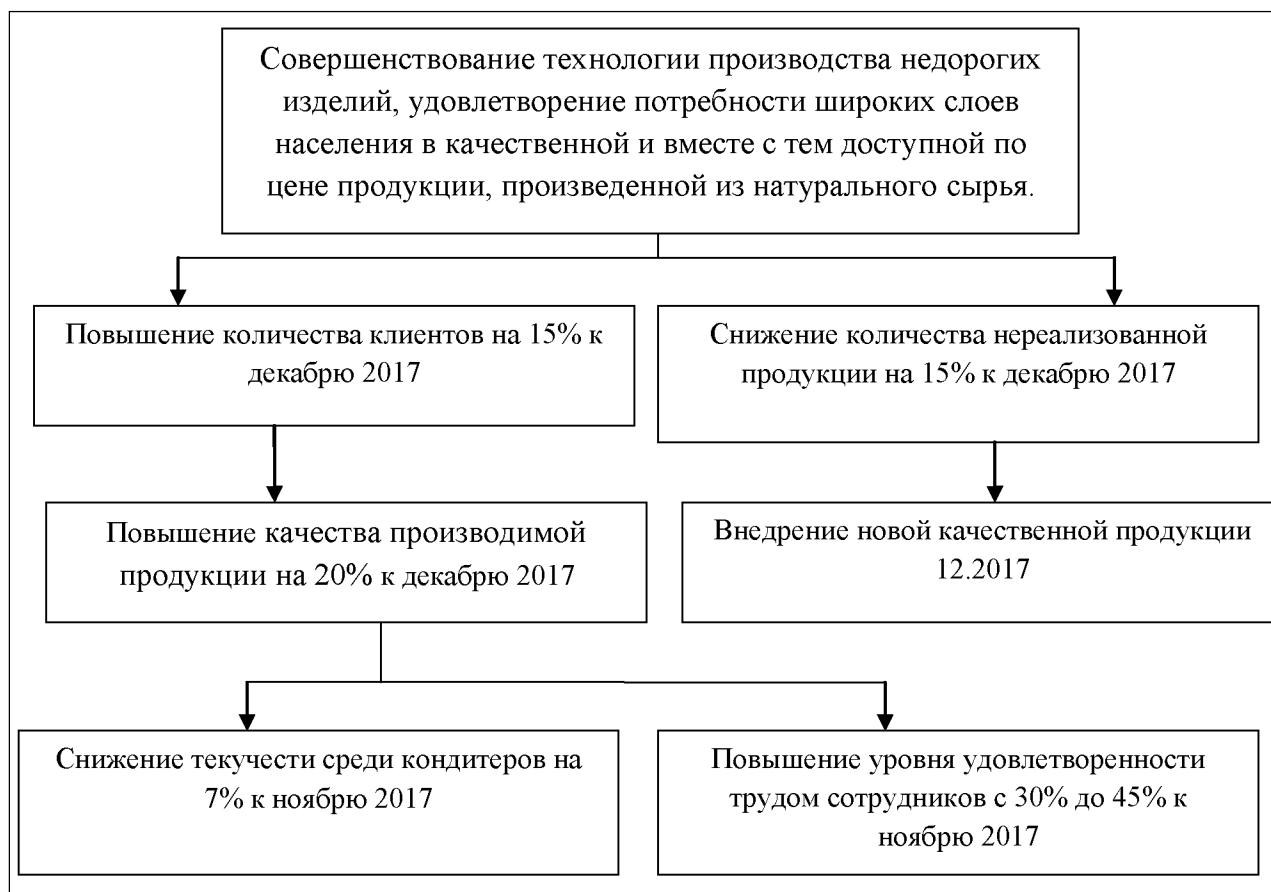 Совершенствование технологии производства недорогих
изделий, удовлетворение потребности широких слоев
населения в качественной и вместе с тем доступной по
цене продукции, произведенной из натурального сырья.
Повышение количества клиентов на 15% к
декабрю 2017
Снижение количества нереализованной
продукции на 15% к декабрю 2017
Повышение качества производимой
продукции на 20% к декабрю 2017
Внедрение новой качественной продукции
12.2017
Снижение текучести среди кондитеров на
7% к ноябрю 2017
Повышение уровня удовлетворенности
трудом сотрудников с 30% до 45% к
ноябрю 2017